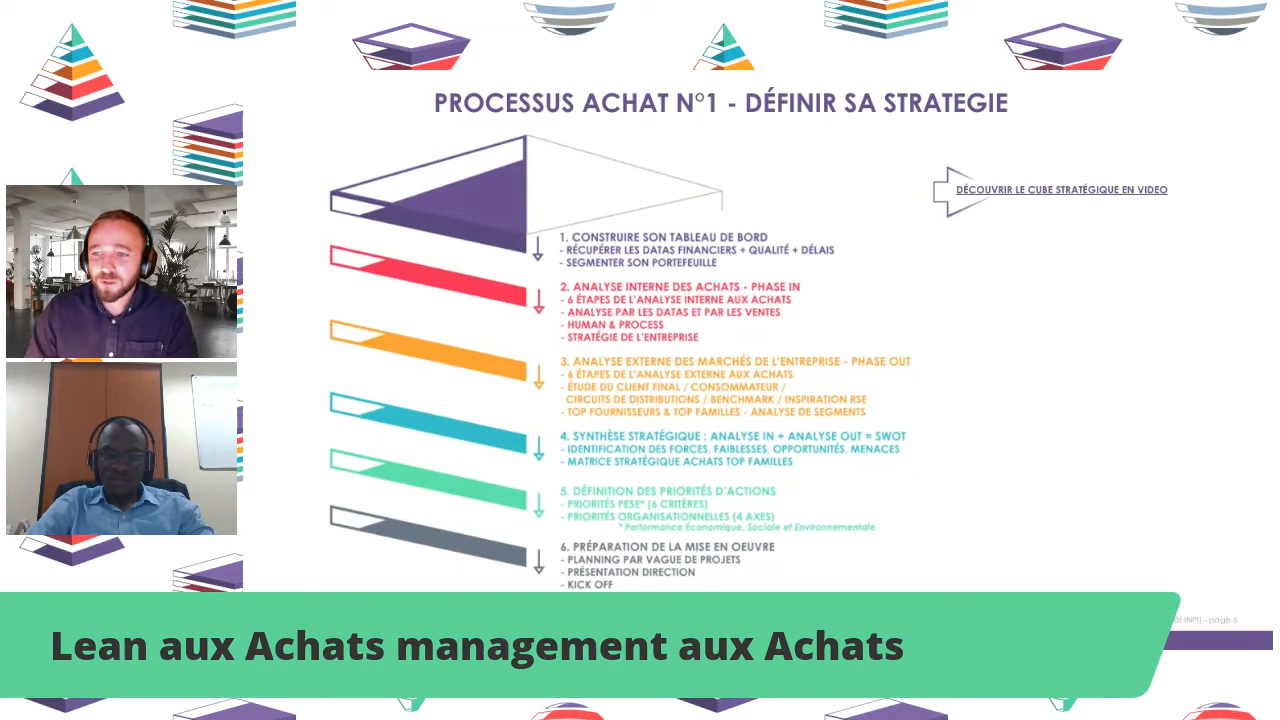 PROCESSUS ACHAT N°1 - DÉFINIR SA STRATEGIE
DÉCOUVRIR LE CUBE STRATÉGIQUE EN VIDEO
1. CONSTRUIRE SON TABLEAU DE BORD
- RÉCUPÉRER LES DATAS FINANCIERS + QUALITÉ + DÉLAIS
- SEGMENTER SON PORTEFEUILLE
2. ANALYSE INTERNE DES ACHATS - PHASE IN
- 6 ÉTAPES DE L'ANALYSE INTERNE AUX ACHATS
- ANALYSE PAR LES DATAS ET PAR LES VENTES
- HUMAN & PROCESS
- STRATÉGIE DE L'ENTREPRISE
3. ANALYSE EXTERNE DES MARCHÉS DE L'ENTREPRISE - PHASE OUT
- 6 ÉTAPES DE L'ANALYSE EXTERNE AUX ACHATS
- ÉTUDE DU CLIENT FINAL / CONSOMMATEUR /
CIRCUITS DE DISTRIBUTIONS / BENCHMARK / INSPIRATION RSE
- TOP FOURNISSEURS & TOP FAMILLES - ANALYSE DE SEGMENTS
4. SYNTHÈSE STRATÉGIQUE : ANALYSE IN + ANALYSE OUT = SWOT
- IDENTIFICATION DES FORCES, FAIBLESSES, OPPORTUNITÉS, MENACES
- MATRICE STRATÉGIQUE ACHATS TOP FAMILLES
5. DÉFINITION DES PRIORITÉS D'ACTIONS
- PRIORITÉS PESE* (6 CRITÈRES)
- PRIORITÉS ORGANISATIONNELLES (4 AXES)
* Performance Économique, Sociale et Environnementale
6. PRÉPARATION DE LA MISE EN OEUVRE
- PLANNING PAR VAGUE DE PROJETS
- PRÉSENTATION DIRECTION
- KICK OFF
INPI) - page 6
Lean aux Achats management aux Achats